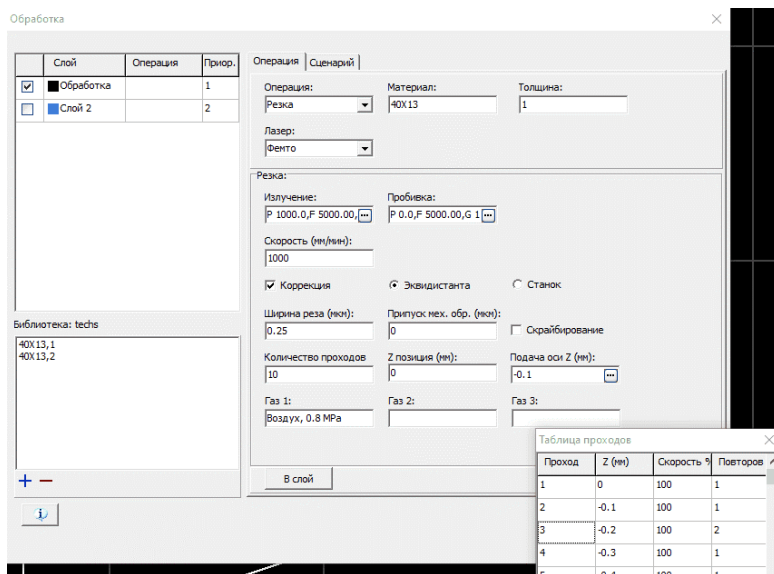 Обработка
Слой Операция Приор.
Обработка 1
Слой 2 2
Библиотека: techs
40Х13,1
40Х13,2
Операция Сценарий
Операция: Материал: Толщина:
Резка 40Х13 1
Лазер:
Фемто
Резка:
Излучение: Пробивка:
P 1000.0,F 5000.00, P 0.0,F 5000.00,G 1
Скорость (мм/мин):
1000
Коррекция Эквидистанта Станок
Ширина реза (мкм): Припуск мех. обр. (мкм):
0.25 0 Скрайбирование
Количество проходов Z позиция (мм): Подача оси Z (мм):
10 0 -0.1
Газ 1: Газ 2: Газ 3:
Воздух, 0.8 MPa
В слой
Таблица проходов
Проход Z (мм) Скорость % Повторов
1 0 100 1
2 -0.1 100 1
3 -0.2 100 2
4 -0.3 100 1